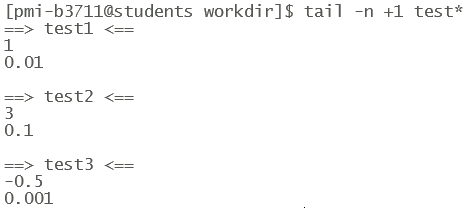 [pmi-b3711@students workdir]$ tail -n +1 test*
==> test1 <==
1
0.01

==> test2 <==
3
0.1

==> test3 <==
-0.5
0.001